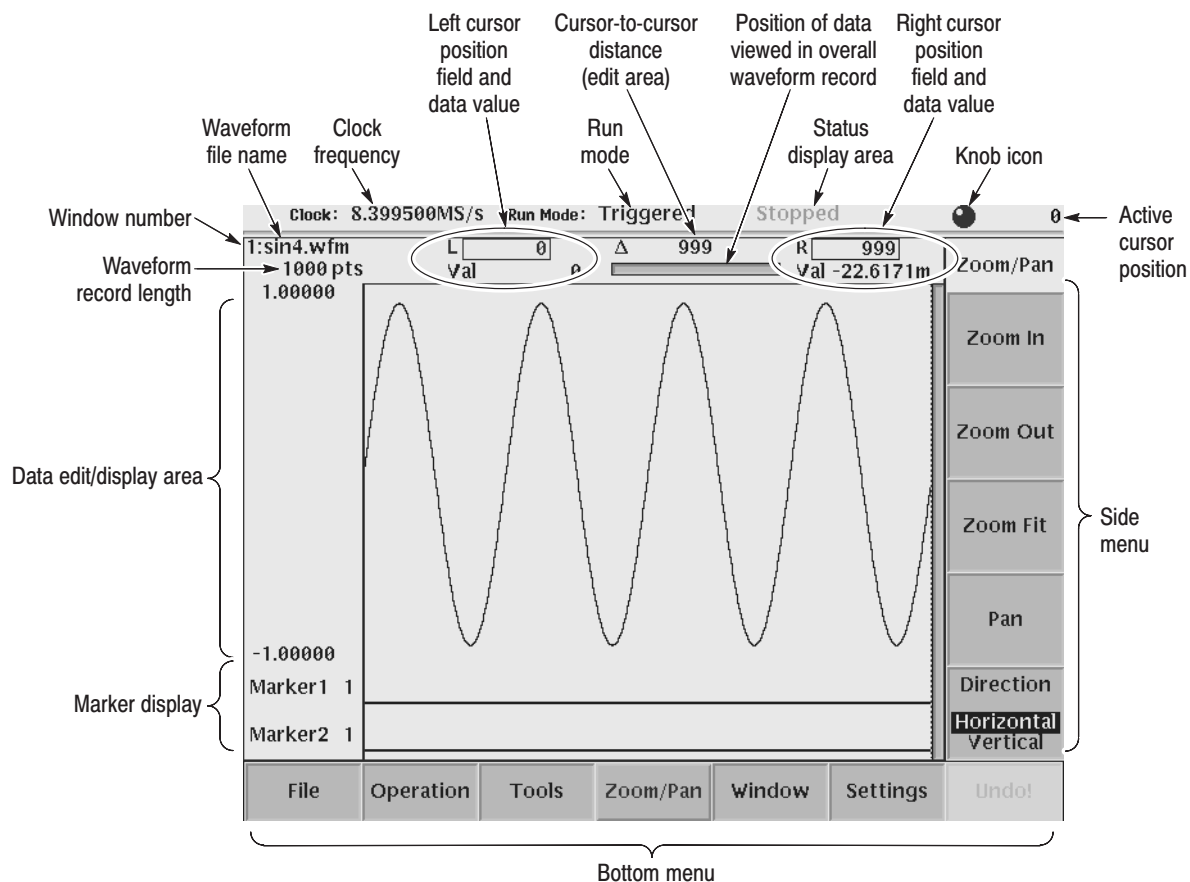 Left cursor
position
field and
data value
Cursor-to-cursor
distance
(edit area)
Position of data
viewed in overall
waveform record
Right cursor
position
field and
data value
Waveform
file name
Clock
frequency
Run
mode
Status
display area
Knob icon
Window number
Clock: 8.399500MS/s Run Mode: Triggered Stopped 0
Active
cursor
position
1:sin4.wfm L 0 Δ 999 R 999
Waveform
record length
1000 pts Val 0 Val -22.6171m
Zoom/Pan
1.00000
Zoom In
Zoom Out
Data edit/display area
Zoom Fit
Side
menu
Pan
-1.00000
Marker display
Marker1 1
Marker2 1
Direction
Horizontal
Vertical
File Operation Tools Zoom/Pan Window Settings Undo!
Bottom menu